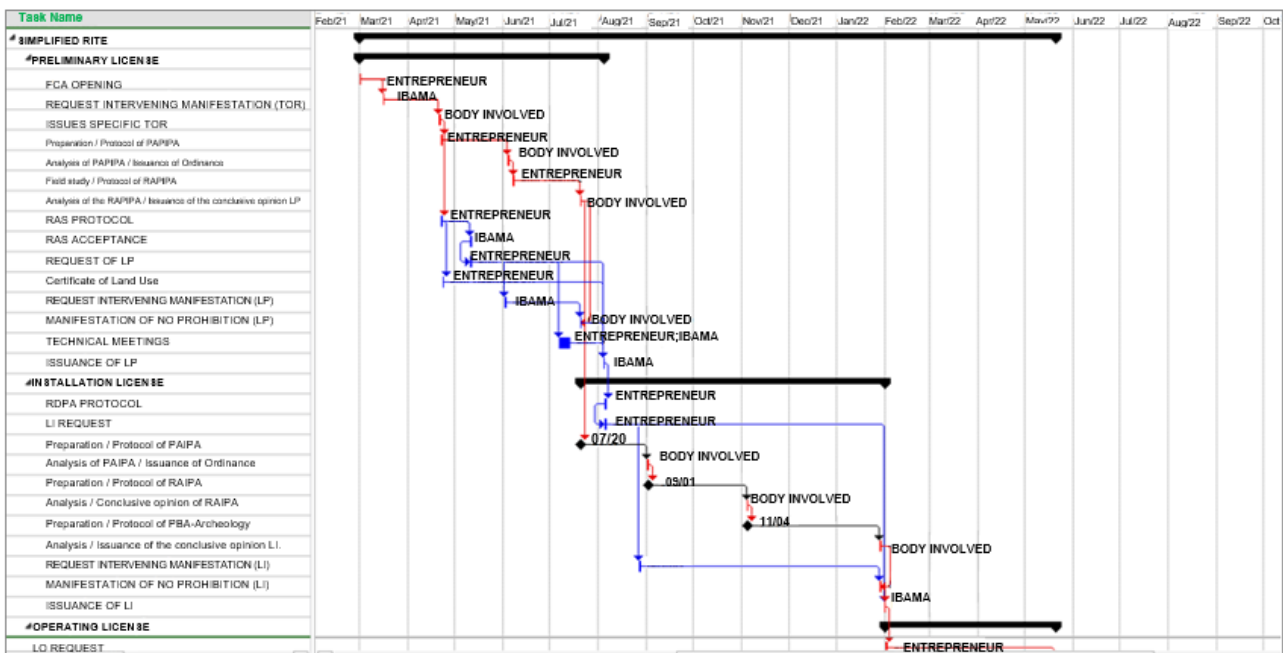 Task Name Feb/21 Mar/21 Apr/21 May/21 Jun/21 Jul/21 Aug/21 Sep/21 Oct/21 Nov/21 Dec/21 Jan/22 Feb/22 Mar/22 Apr/22 May/22 Jun/22 Jul/22 Aug/22 Sep/22 Oct
SIMPLIFIED RITE
PRELIMINARY LICENSE
FCA OPENING ENTREPRENEUR
REQUEST INTERVENING MANIFESTATION (TOR) IBAMA
ISSUES SPECIFIC TOR BODY INVOLVED
Preparation / Protocol of PAPIPA ENTREPRENEUR
Analysis of PAPIPA / Issuance of Ordinance BODY INVOLVED
Field study / Protocol of RAPIPA ENTREPRENEUR
Analysis of the RAPIPA / Issuance of the conclusive opinion LP BODY INVOLVED
RAS PROTOCOL ENTREPRENEUR
RAS ACCEPTANCE IBAMA
REQUEST OF LP ENTREPRENEUR
Certificate of Land Use ENTREPRENEUR
REQUEST INTERVENING MANIFESTATION (LP) IBAMA
MANIFESTATION OF NO PROHIBITION (LP) BODY INVOLVED
TECHNICAL MEETINGS ENTREPRENEUR;IBAMA
ISSUANCE OF LP IBAMA
INSTALLATION LICENSE
RDPA PROTOCOL ENTREPRENEUR
LI REQUEST ENTREPRENEUR
Preparation / Protocol of PAIPA 07/20
Analysis of PAIPA / Issuance of Ordinance BODY INVOLVED
Preparation / Protocol of RAIPA 09/01
Analysis / Conclusive opinion of RAIPA BODY INVOLVED
Preparation / Protocol of PBA-Archeology 11/04
Analysis / Issuance of the conclusive opinion LI. BODY INVOLVED
REQUEST INTERVENING MANIFESTATION (LI)
MANIFESTATION OF NO PROHIBITION (LI)
ISSUANCE OF LI IBAMA
OPERATING LICENSE
LO REQUEST ENTREPRENEUR